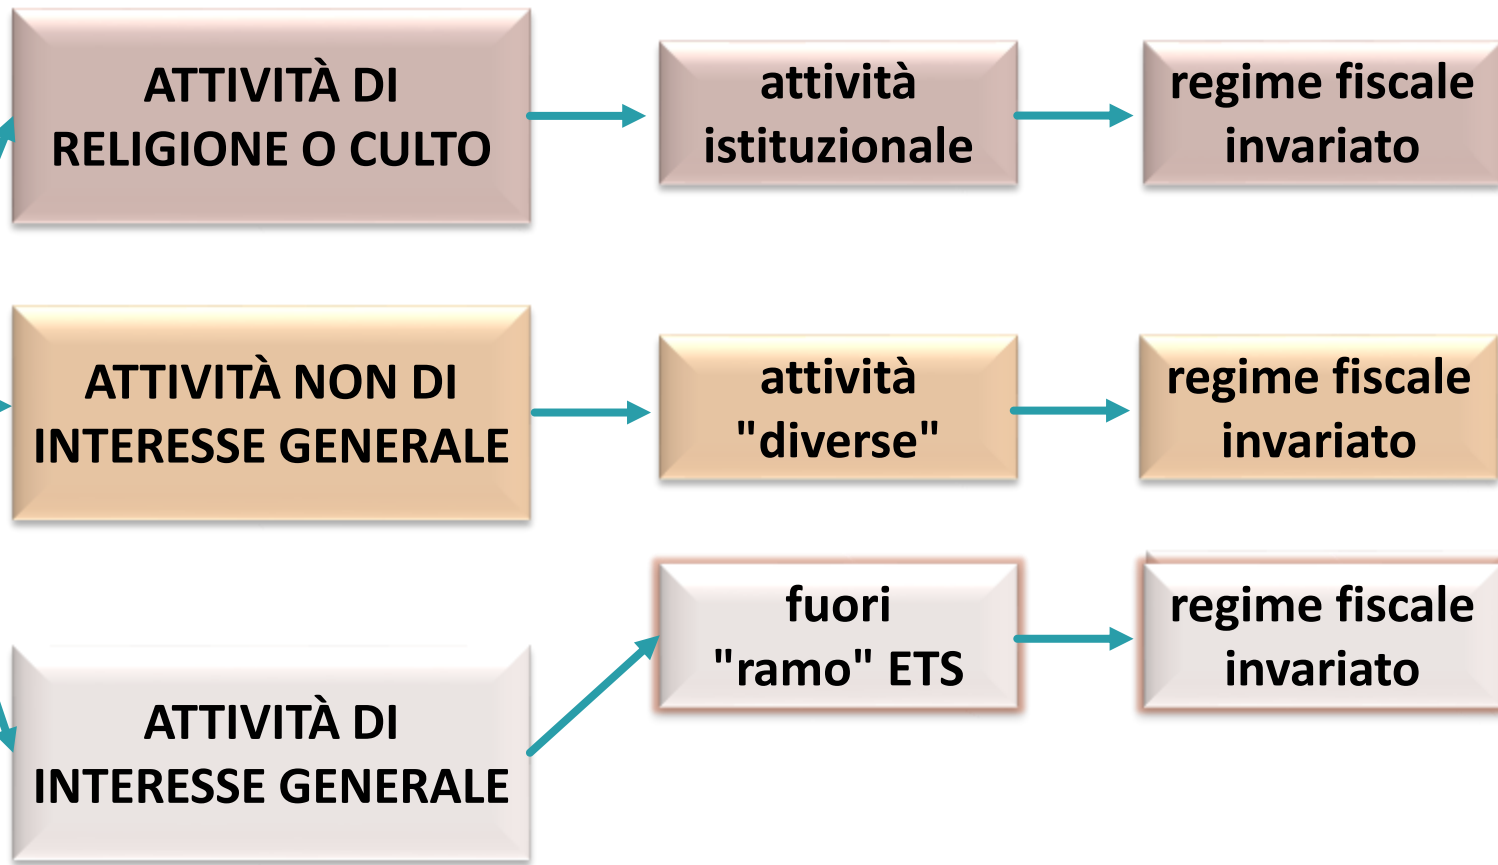 ATTIVITÀ DI
RELIGIONE O CULTO
attività
istituzionale
regime fiscale
invariato
ATTIVITÀ NON DI
INTERESSE GENERALE
attività
"diverse"
regime fiscale
invariato
ATTIVITÀ DI
INTERESSE GENERALE
fuori
"ramo" ETS
regime fiscale
invariato